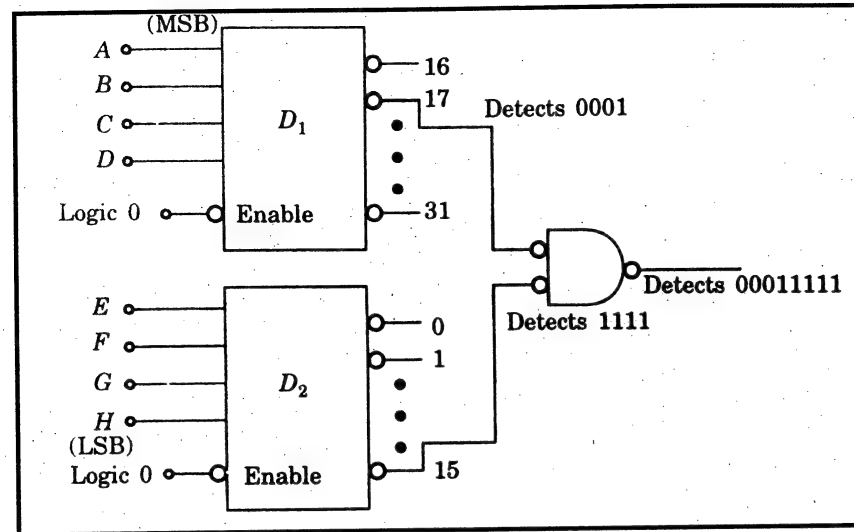 (MSB)
A
16
B
17
Detects 0001
C
D₁
D
Logic 0
Enable
31
Detects 00011111
E
Detects 1111
0
F
1
G
D₂
H
(LSB)
Logic 0
Enable
15